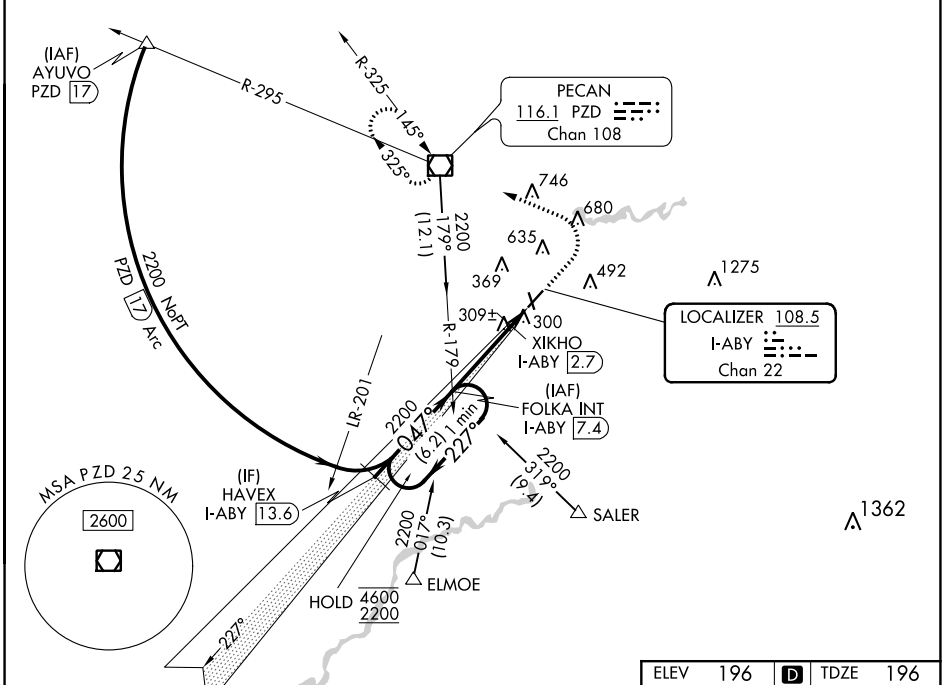 (IAF)
AYUVO
PZD 17
R-295
R-325
145°
325°
PECAN
116.1 PZD
Chan 108
2200
179°
(12.1)
R-179
746
680
635
369
492
1275
309±
300
LOCALIZER 108.5
I-ABY
Chan 22
XIKHO
I-ABY 2.7
(IAF)
FOLKA INT
I-ABY 7.4
2200 NoPT
PZD 17 Arc
LR-201
2200
047°
(6.2) 1 min
227°
(IF)
HAVEX
I-ABY 13.6
2200
319°
(9.4)
SALER
1362
MSA PZD 25 NM
2600
2200
017°
(10.3)
ELMOE
HOLD 4600
2200
227°
ELEV 196 D TDZE 196